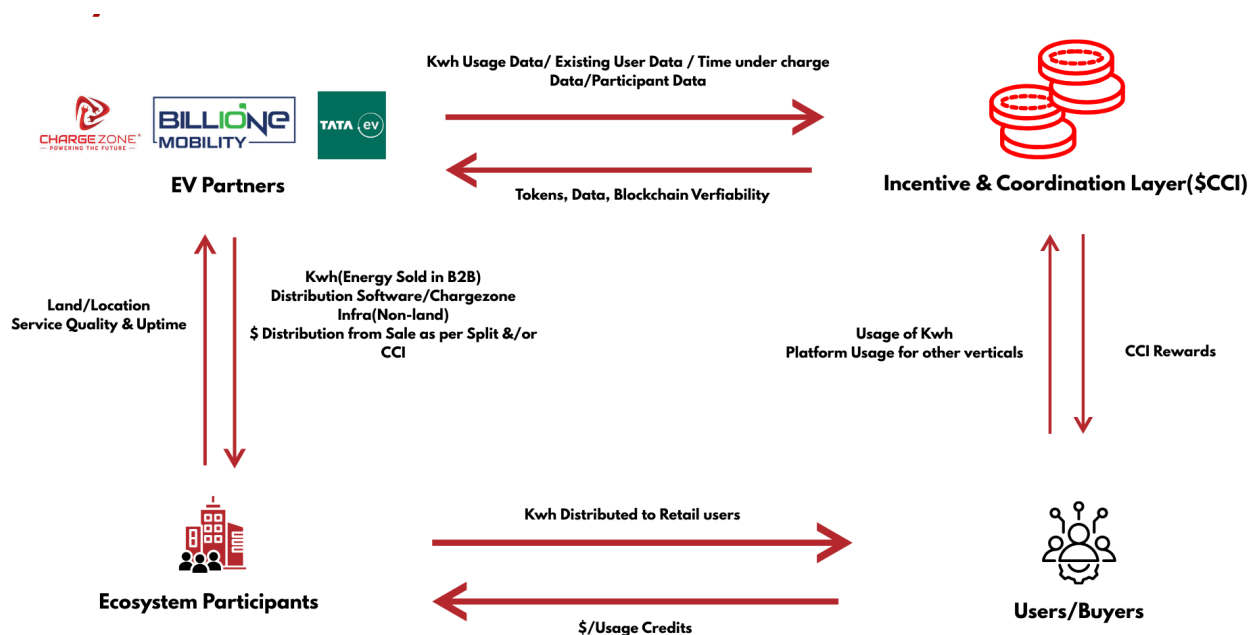 Kwh Usage Data/ Existing User Data / Time under charge
Data/Participant Data
CHARGEZONE
POWERING THE FUTURE
BILLIONE
MOBILITY
TATA .ev
EV Partners
Incentive & Coordination Layer($CCI)
Tokens, Data, Blockchain Verfiability
Land/Location
Service Quality & Uptime
Kwh(Energy Sold in B2B)
Distribution Software/Chargezone
Infra(Non-land)
$ Distribution from Sale as per Split &/or
CCI
Usage of Kwh
Platform Usage for other verticals
CCI Rewards
Kwh Distributed to Retail users
Ecosystem Participants
Users/Buyers
$/Usage Credits